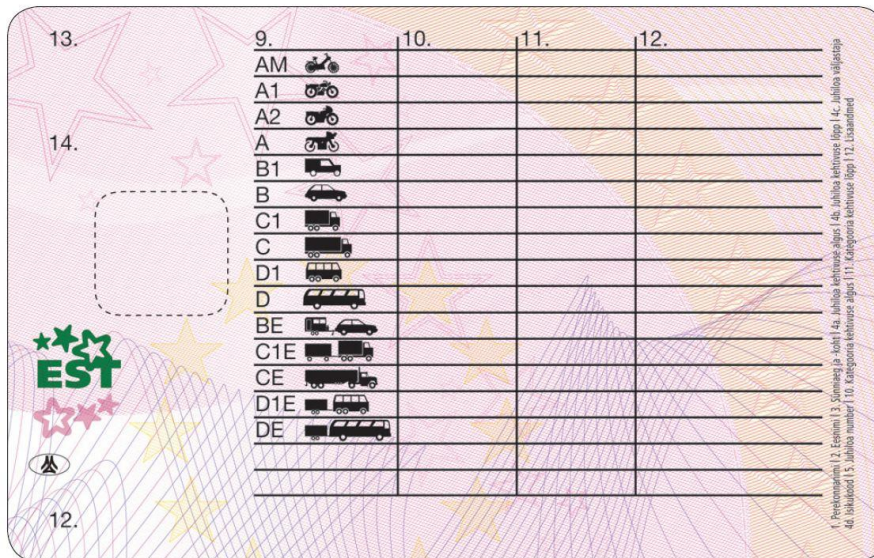 13.
9. 10. 11. 12.
AM
A1
A2
14.
A
B1
B
C1
C
D1
D
BE
EST
C1E
CE
D1E
DE
12.
1. Perekonnanimi | 2. Eesnimi | 3. Sünniaeg ja -koht | 4a. Juhiloa kehtivuse algus | 4b. Juhiloa kehtivuse lõpp | 4c. Juhiloa väljastaja
4d. Isikukood | 5. Juhiloa number | 10. Kategooria kehtivuse algus | 11. Kategooria kehtivuse lõpp | 12. Lisaandmed